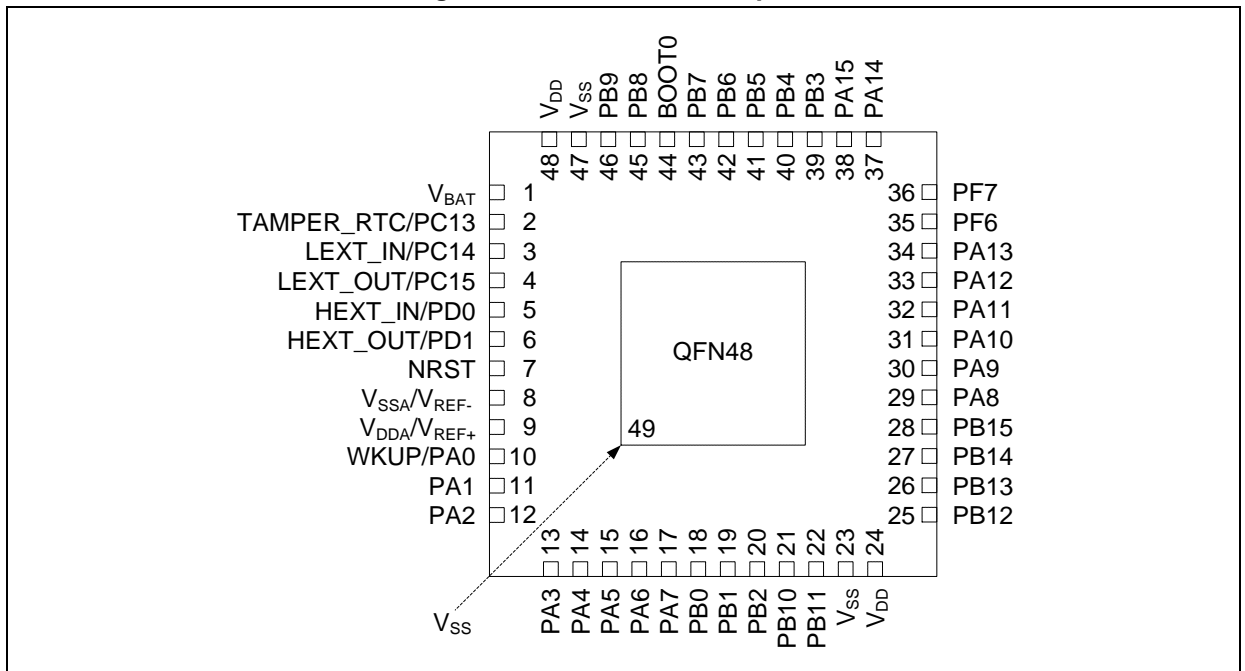 VDD VSS PB9 PB8 BOOT0 PB7 PB6 PB5 PB4 PB3 PA15 PA14
48 47 46 45 44 43 42 41 40 39 38 37
VBAT 1
TAMPER_RTC/PC13 2
LEXT_IN/PC14 3
LEXT_OUT/PC15 4
HEXT_IN/PD0 5
HEXT_OUT/PD1 6
NRST 7
VSSA/VREF- 8
VDDA/VREF+ 9
WKUP/PA0 10
PA1 11
PA2 12
QFN48
49
36 PF7
35 PF6
34 PA13
33 PA12
32 PA11
31 PA10
30 PA9
29 PA8
28 PB15
27 PB14
26 PB13
25 PB12
13 14 15 16 17 18 19 20 21 22 23 24
PA3 PA4 PA5 PA6 PA7 PB0 PB1 PB2 PB10 PB11 VSS VDD
VSS